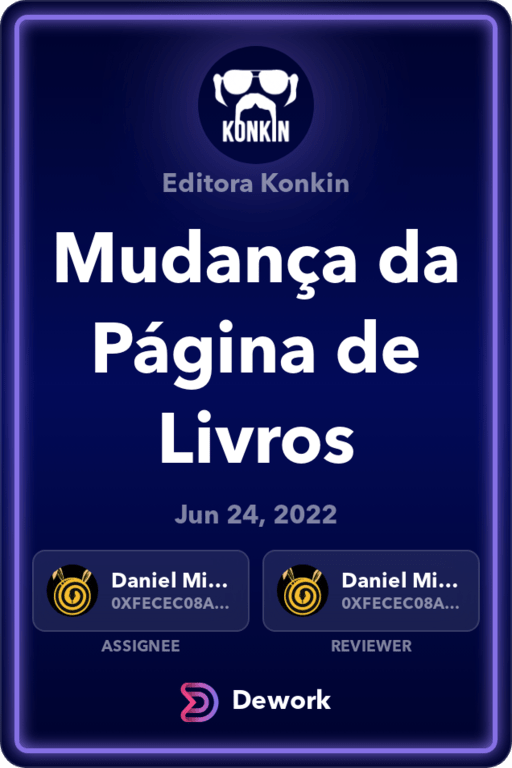 KONKIN
Editora Konkin
Mudança da
Página de
Livros
Jun 24, 2022
Daniel Mi... Daniel Mi...
0XFECEC08A... 0XFECEC08A...
ASSIGNEE REVIEWER
Dework